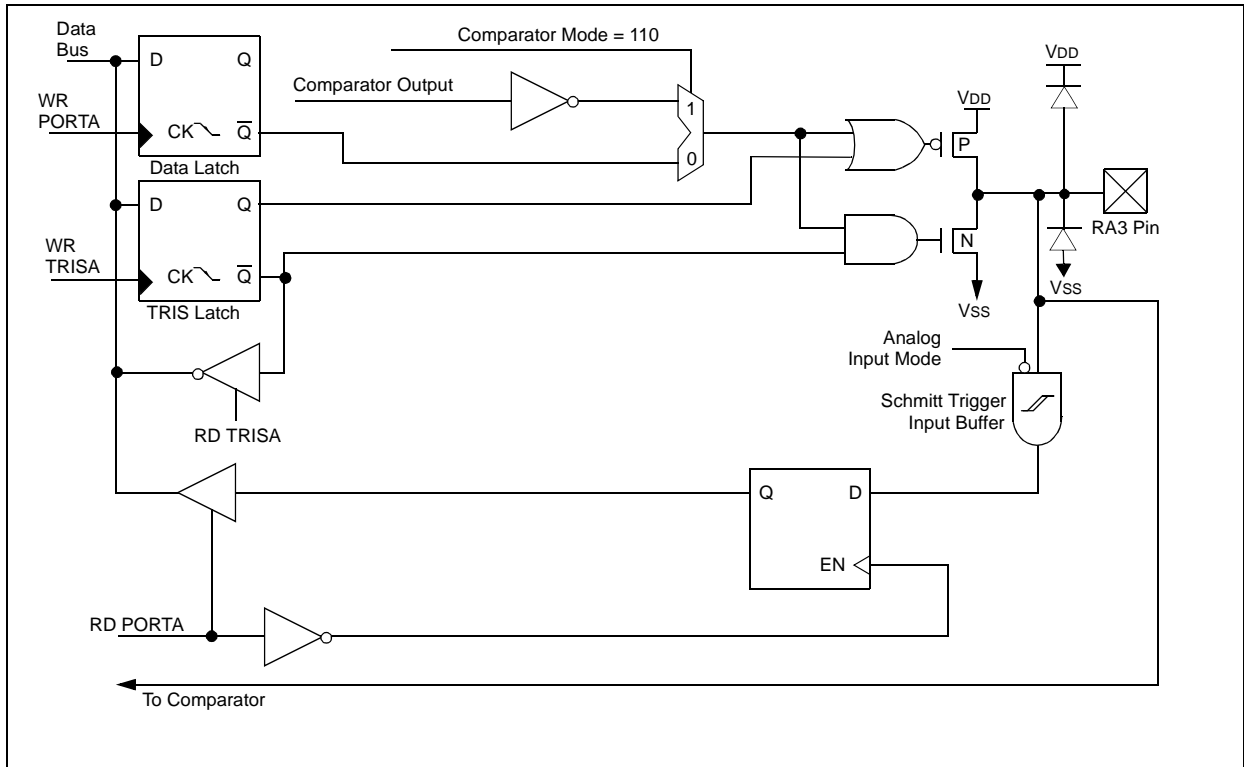 Data
Bus
D Q
WR
PORTA
CK Q
Data Latch
D Q
WR
TRISA
CK Q
TRIS Latch
RD TRISA
RD PORTA
To Comparator
Comparator Mode = 110
Comparator Output
1
0
VDD
P
N
VSS
VDD
VSS
RA3 Pin
Analog
Input Mode
Schmitt Trigger
Input Buffer
Q D
EN